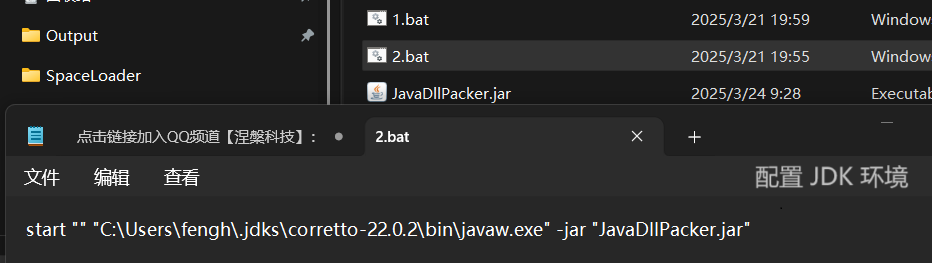 1.bat 2025/3/21 19:59 Window
Output
2.bat 2025/3/21 19:55 Window
SpaceLoader
JavaDllPacker.jar 2025/3/24 9:28 Executab
点击链接加入QQ频道【涅槃科技】：
2.bat
文件 编辑 查看
配置 JDK 环境
start "" "C:\Users\fengh\.jdks\corretto-22.0.2\bin\javaw.exe" -jar "JavaDllPacker.jar"